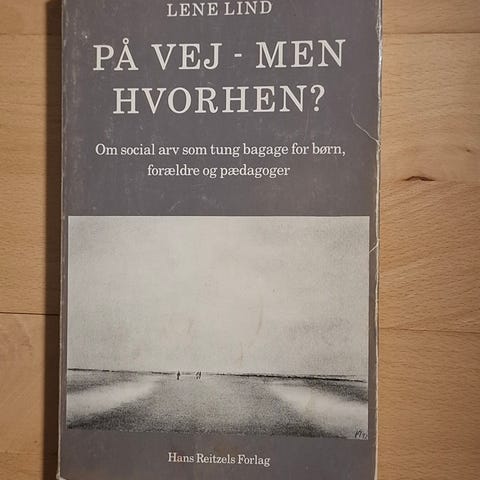 LENE LIND
PÅ VEJ - MEN
HVORHEN?
Om social arv som tung bagage for børn,
forældre og pædagoger
Hans Reitzels Forlag